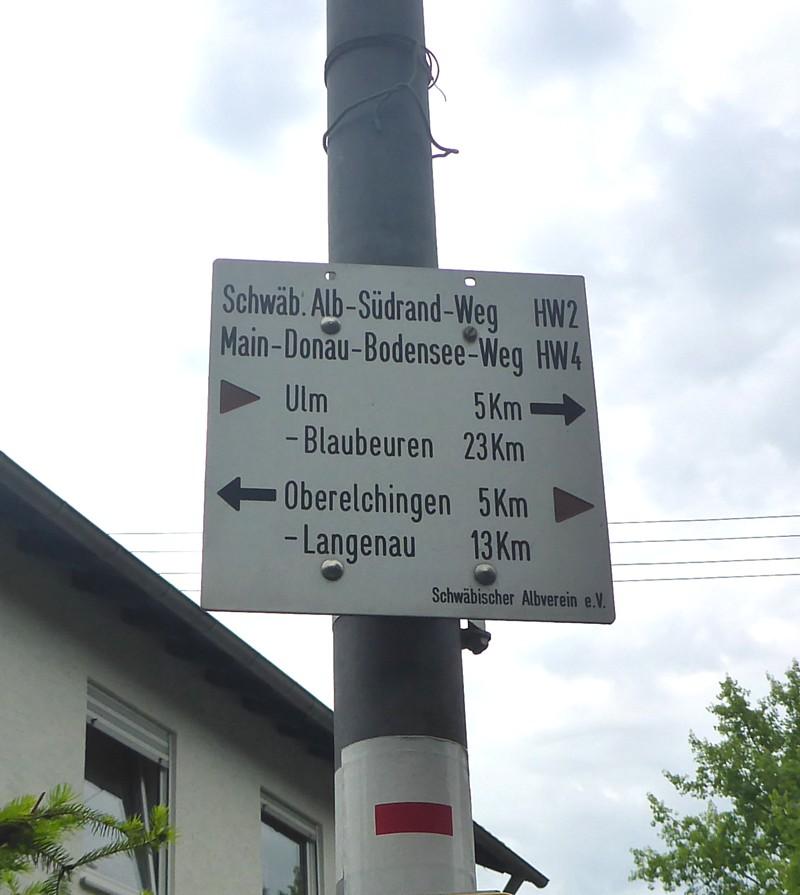 Schwäb. Alb-Südrand-Weg HW2
Main-Donau-Bodensee-Weg HW4
Ulm 5Km
-Blaubeuren 23Km
Oberelchingen 5Km
-Langenau 13Km
Schwäbischer Albverein e.V.